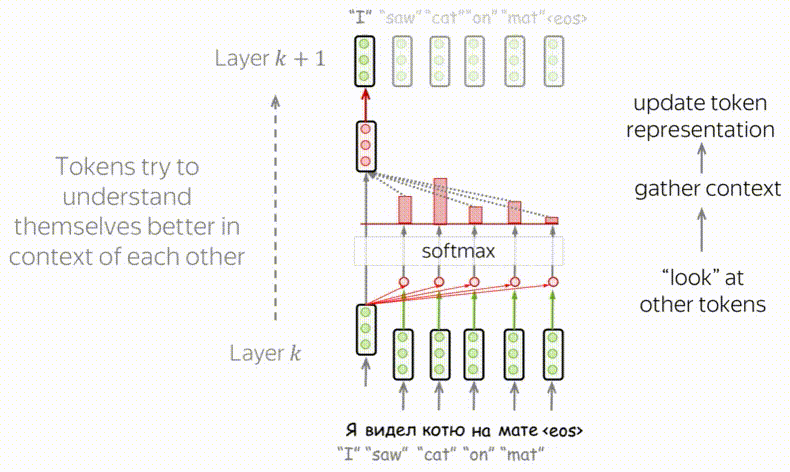 "I" "saw" "cat" "on" "mat" <eos>
Layer k + 1
update token
representation
Tokens try to
understand
themselves better in
context of each other
gather context
softmax
"look" at
other tokens
Layer k
Я видел котю на мате <eos>
"I" "saw" "cat" "on" "mat"